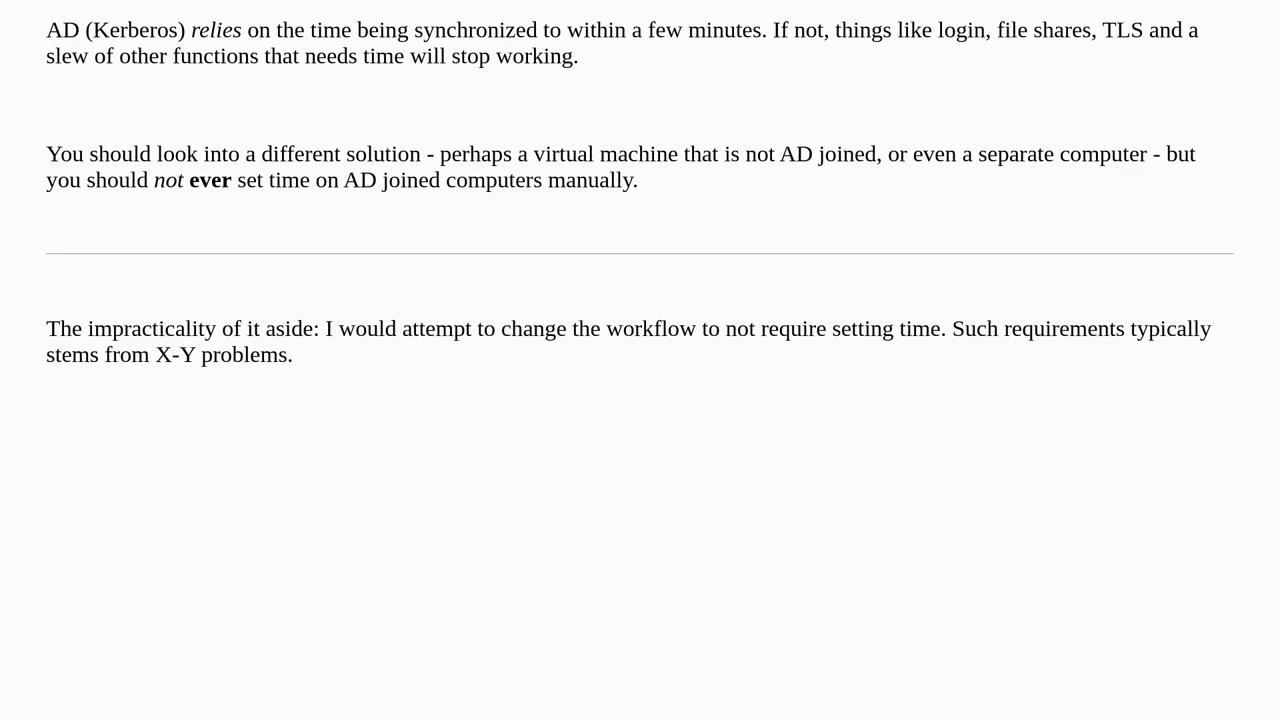 AD (Kerberos) relies on the time being synchronized to within a few minutes. If not, things like login, file shares, TLS and a
slew of other functions that needs time will stop working.
You should look into a different solution - perhaps a virtual machine that is not AD joined, or even a separate computer - but
you should not ever set time on AD joined computers manually.
The impracticality of it aside: I would attempt to change the workflow to not require setting time. Such requirements typically
stems from X-Y problems.